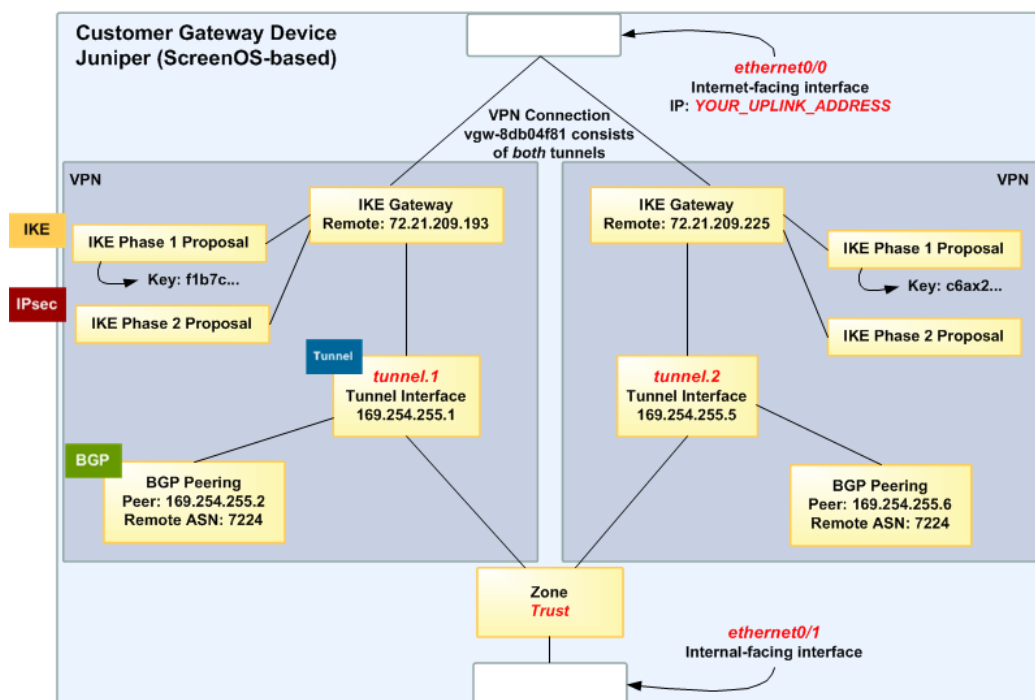 Customer Gateway Device
Juniper (ScreenOS-based)
ethernet0/0
Internet-facing interface
IP: YOUR_UPLINK_ADDRESS
VPN Connection
vgw-8db04f81 consists
of both tunnels
VPN
VPN
IKE
IKE Gateway
Remote: 72.21.209.193
IKE Phase 1 Proposal
Key: f1b7c...
IPsec
IKE Phase 2 Proposal
IKE Gateway
Remote: 72.21.209.225
IKE Phase 1 Proposal
Key: c6ax2...
IKE Phase 2 Proposal
Tunnel
tunnel.1
Tunnel Interface
169.254.255.1
tunnel.2
Tunnel Interface
169.254.255.5
BGP
BGP Peering
Peer: 169.254.255.2
Remote ASN: 7224
BGP Peering
Peer: 169.254.255.6
Remote ASN: 7224
Zone
Trust
ethernet0/1
Internal-facing interface